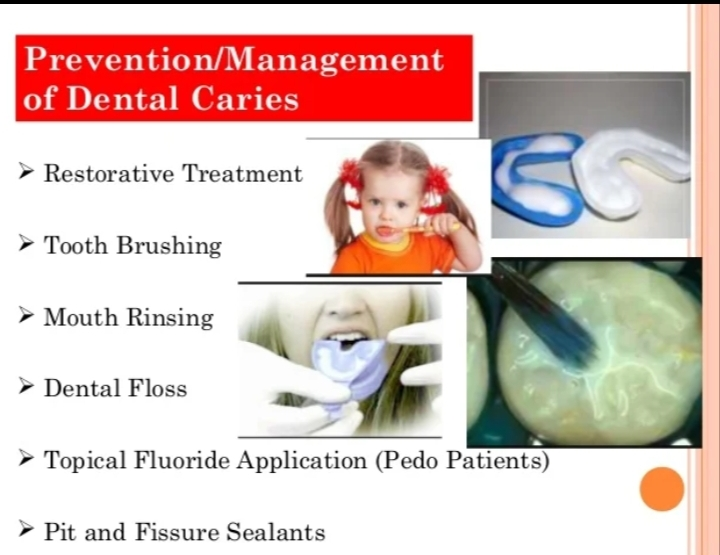 Prevention/Management
of Dental Caries
➢ Restorative Treatment
➢ Tooth Brushing
➢ Mouth Rinsing
➢ Dental Floss
➢ Topical Fluoride Application (Pedo Patients)
➢ Pit and Fissure Sealants